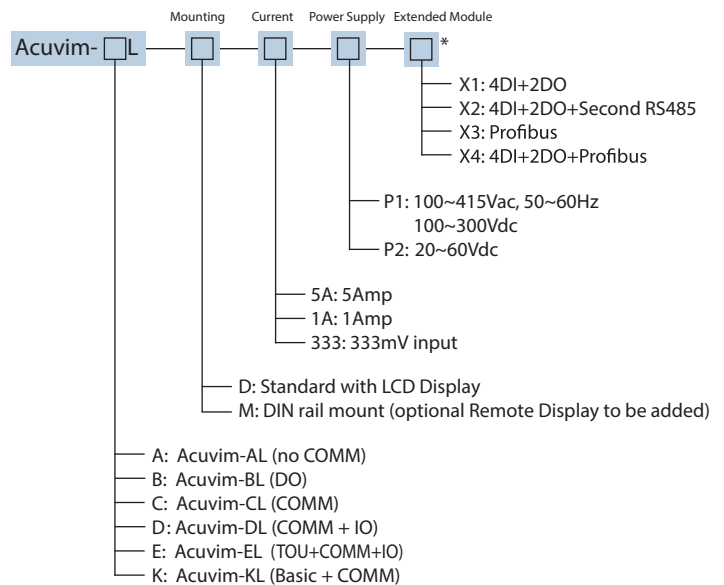 Mounting Current Power Supply Extended Module
Acuvim- L *
X1: 4DI+2DO
X2: 4DI+2DO+Second RS485
X3: Profibus
X4: 4DI+2DO+Profibus
P1: 100~415Vac, 50~60Hz
100~300Vdc
P2: 20~60Vdc
5A: 5Amp
1A: 1Amp
333: 333mV input
D: Standard with LCD Display
M: DIN rail mount (optional Remote Display to be added)
A: Acuvim-AL (no COMM)
B: Acuvim-BL (DO)
C: Acuvim-CL (COMM)
D: Acuvim-DL (COMM + IO)
E: Acuvim-EL (TOU+COMM+IO)
K: Acuvim-KL (Basic + COMM)